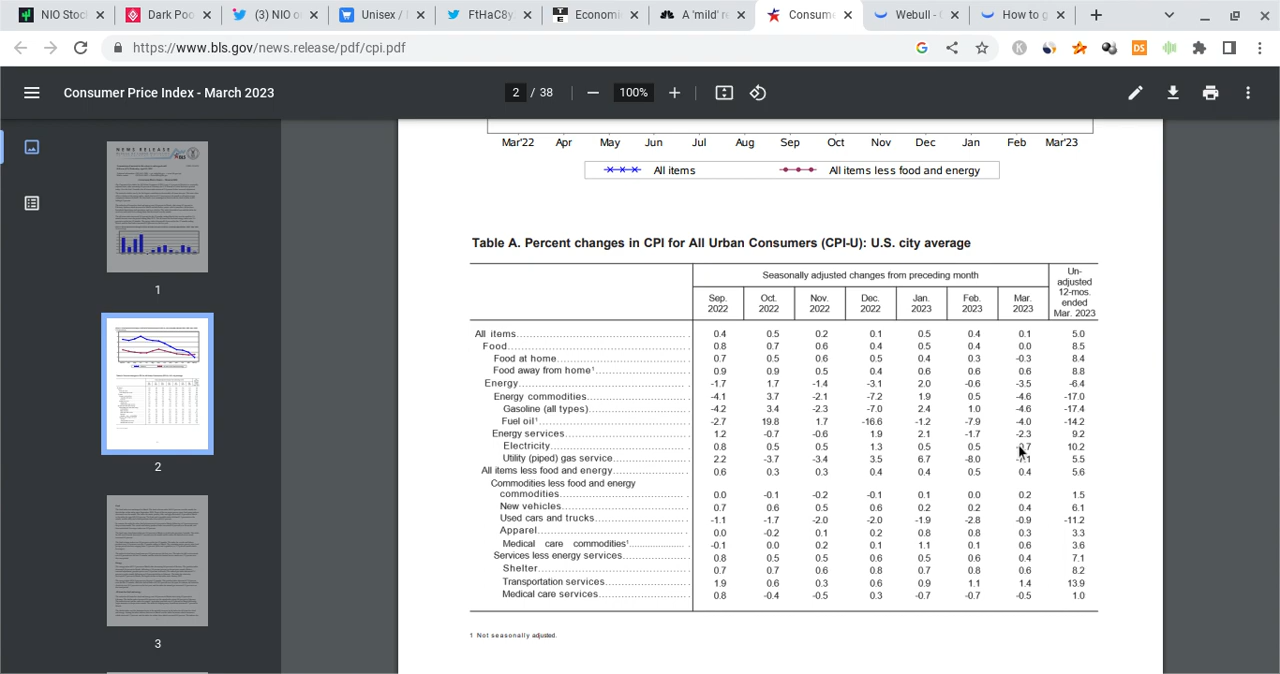 NIO Stoc
Dark Poo
(3) NIO o
Unisex /
FtHaC8y
Economi
A 'mild' r
Consume
Webull -
How to g
https://www.bls.gov/news.release/pdf/cpi.pdf
Consumer Price Index - March 2023
2 / 38
100%
1
2
3
Mar'22 Apr May Jun Jul Aug Sep Oct Nov Dec Jan Feb Mar'23
All items All items less food and energy
Table A. Percent changes in CPI for All Urban Consumers (CPI-U): U.S. city average
Seasonally adjusted changes from preceding month
Un-
adjusted
12-mos.
ended
Mar. 2023
Sep. 2022 Oct. 2022 Nov. 2022 Dec. 2022 Jan. 2023 Feb. 2023 Mar. 2023
All items 0.4 0.5 0.2 0.1 0.5 0.4 0.1 5.0
Food 0.8 0.7 0.6 0.4 0.5 0.4 0.0 8.5
Food at home 0.7 0.5 0.6 0.5 0.4 0.3 -0.3 8.4
Food away from home1 0.9 0.9 0.5 0.4 0.6 0.6 0.6 8.8
Energy -1.7 1.7 -1.4 -3.1 2.0 -0.6 -3.5 -6.4
Energy commodities -4.1 3.7 -2.1 -7.2 1.9 0.5 -4.6 -17.0
Gasoline (all types) -4.2 3.4 -2.3 -7.0 2.4 1.0 -4.6 -17.4
Fuel oil1 -2.7 19.8 1.7 -16.6 -1.2 -7.9 -4.0 -14.2
Energy services 1.2 -0.7 -0.6 1.9 2.1 -1.7 -2.3 9.2
Electricity 0.8 0.5 0.5 1.3 0.5 0.5 10.2
Utility (piped) gas service 2.2 -3.7 -3.4 3.5 6.7 -8.0 -7.1 5.5
All items less food and energy 0.6 0.3 0.3 0.4 0.4 0.5 0.4 5.6
Commodities less food and energy
commodities 0.0 -0.1 -0.2 -0.1 0.1 0.0 0.2 1.5
New vehicles 0.7 0.6 0.5 0.6 0.2 0.2 0.4 6.1
Used cars and trucks -1.1 -1.7 -2.0 -2.0 -1.9 -2.8 -0.9 -11.2
Apparel 0.0 -0.2 0.1 0.2 0.8 0.8 0.3 3.3
Medical care commodities1 -0.1 0.0 0.2 0.1 1.1 0.1 0.6 3.6
Services less energy services 0.8 0.5 0.5 0.6 0.5 0.6 0.4 7.1
Shelter 0.7 0.7 0.6 0.8 0.7 0.8 0.6 8.2
Transportation services 1.9 0.6 0.3 0.6 0.9 1.1 1.4 13.9
Medical care services 0.8 -0.4 -0.5 0.3 -0.7 -0.7 -0.5 1.0
1 Not seasonally adjusted.